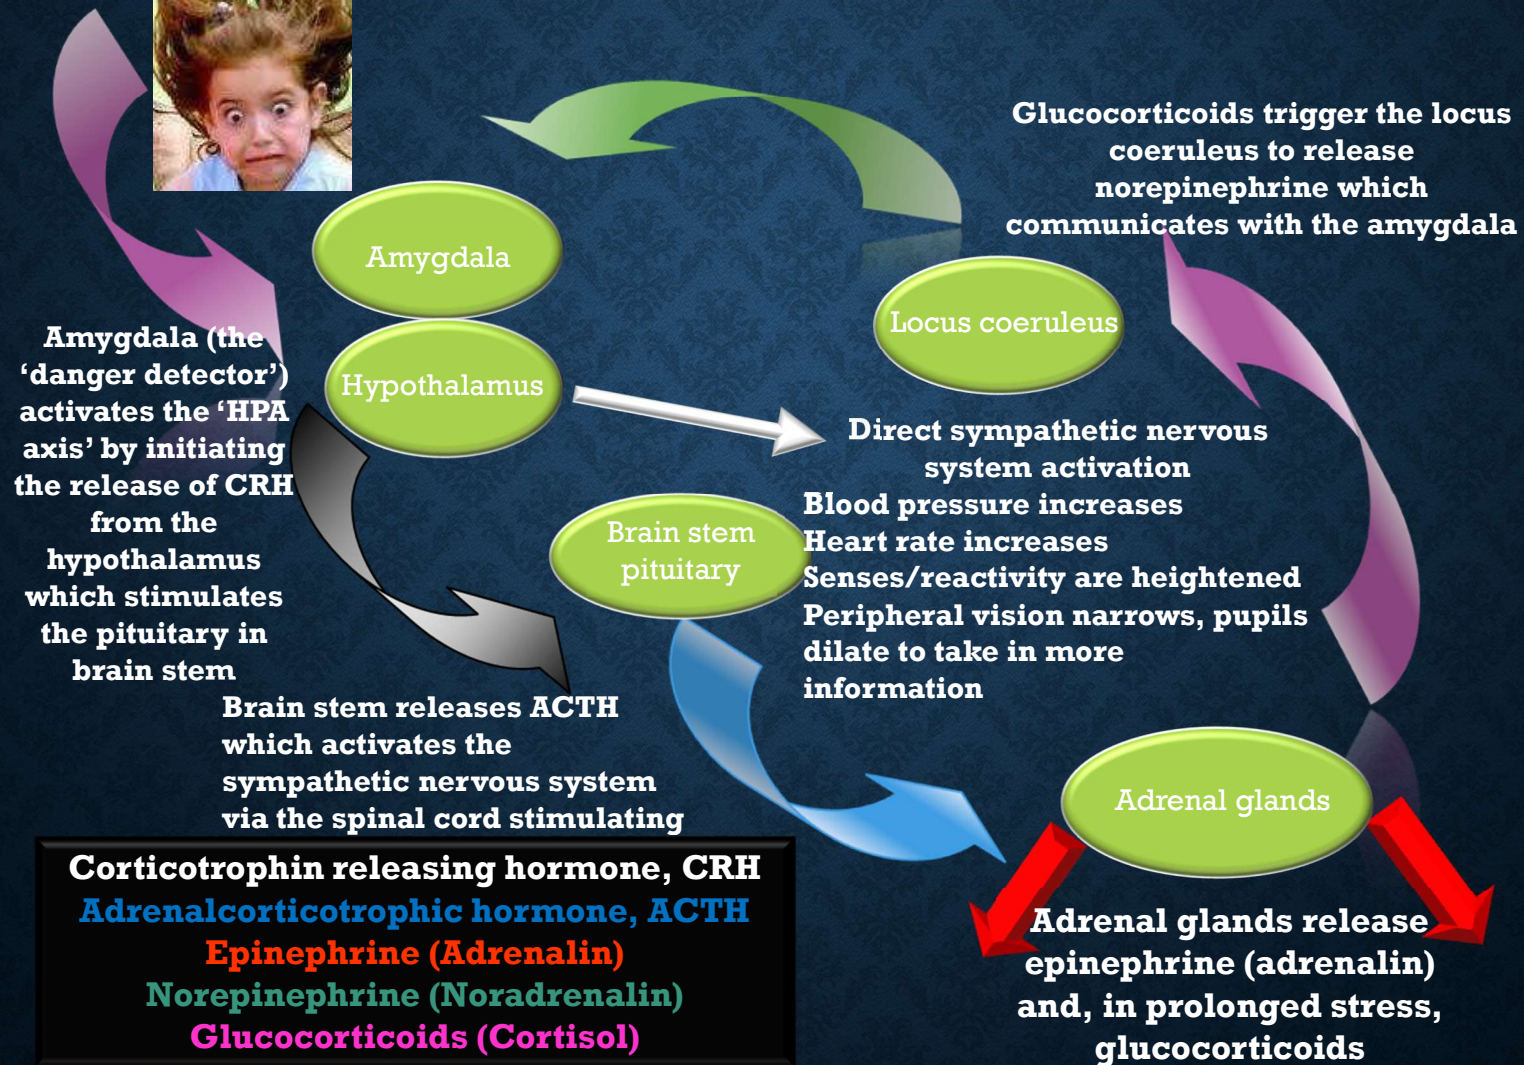 Amygdala
Hypothalamus
Amygdala (the
‘danger detector’)
activates the ‘HPA
axis’ by initiating
the release of CRH
from the
hypothalamus
which stimulates
the pituitary in
brain stem
Brain stem
pituitary
Brain stem releases ACTH
which activates the
sympathetic nervous system
via the spinal cord stimulating
Direct sympathetic nervous
system activation
Blood pressure increases
Heart rate increases
Senses/reactivity are heightened
Peripheral vision narrows, pupils
dilate to take in more
information
Adrenal glands
Adrenal glands release
epinephrine (adrenalin)
and, in prolonged stress,
glucocorticoids
Locus coeruleus
Glucocorticoids trigger the locus
coeruleus to release
norepinephrine which
communicates with the amygdala
Corticotrophin releasing hormone, CRH
Adrenalcorticotrophic hormone, ACTH
Epinephrine (Adrenalin)
Norepinephrine (Noradrenalin)
Glucocorticoids (Cortisol)